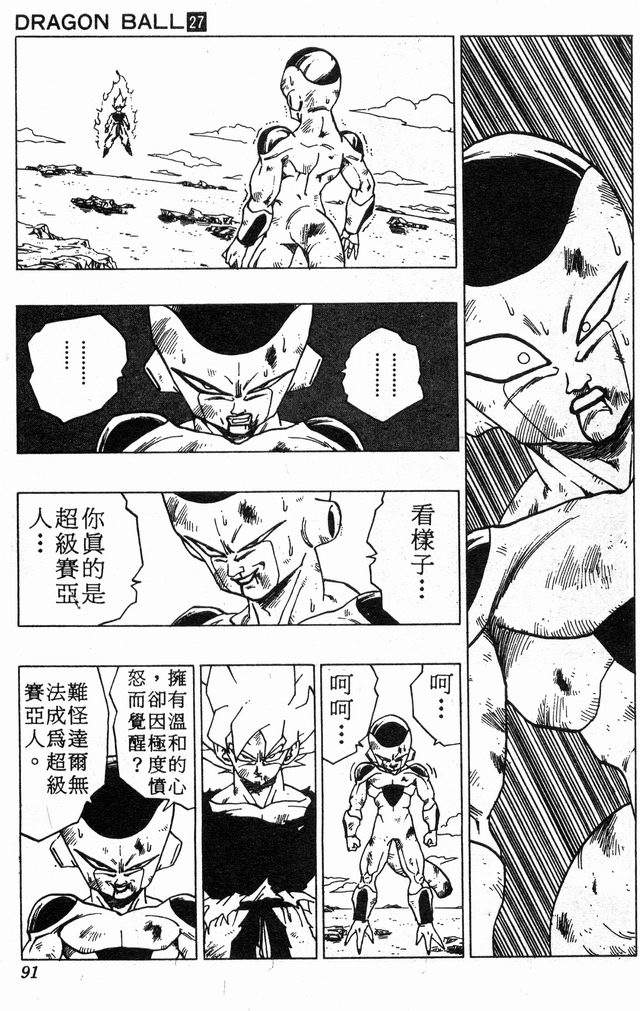 DRAGON BALL 27
……
……
看樣子…
你眞的是
超級賽亞
人…
呵…
呵呵…
擁有溫和的心
，卻因極度憤
怒而覺醒？
難怪達爾無
法成爲超級
賽亞人。
91